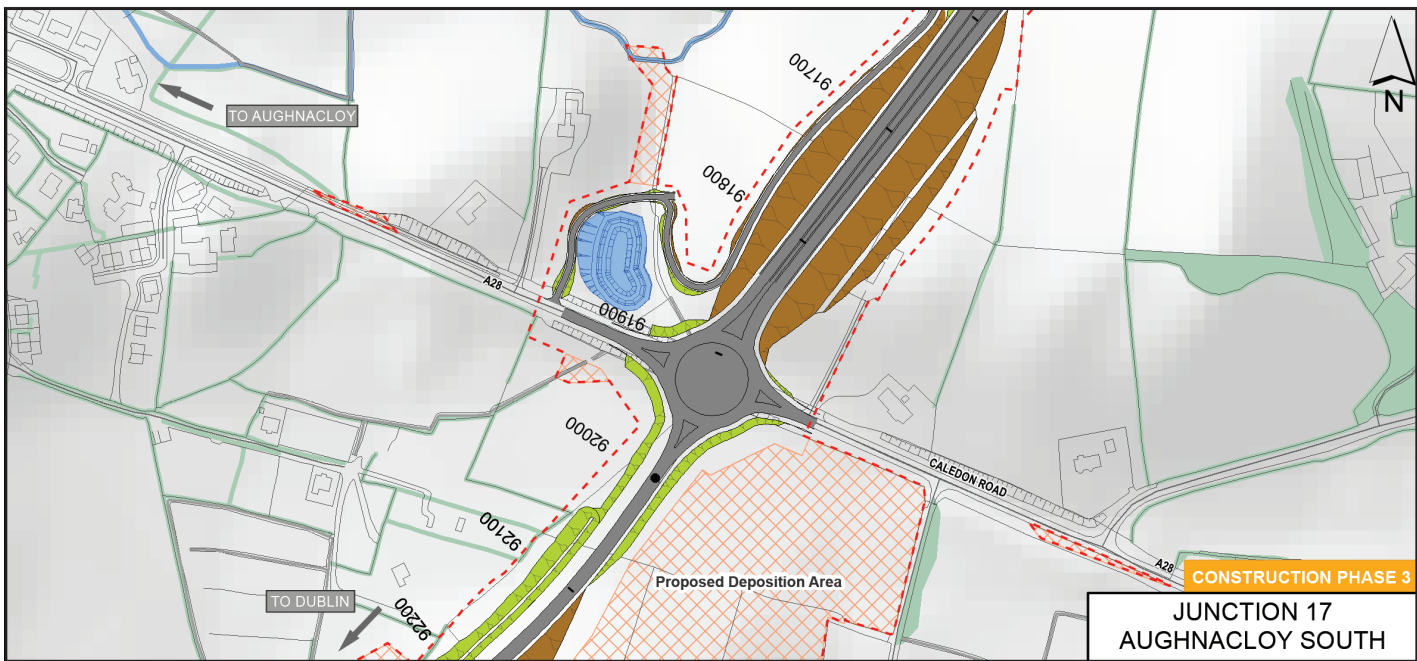 91700
TO AUGHNACLOY
N
91800
A28
91900
92000
CALEDON ROAD
92100
A28
Proposed Deposition Area
CONSTRUCTION PHASE 3
TO DUBLIN
92200
JUNCTION 17
AUGHNACLOY SOUTH